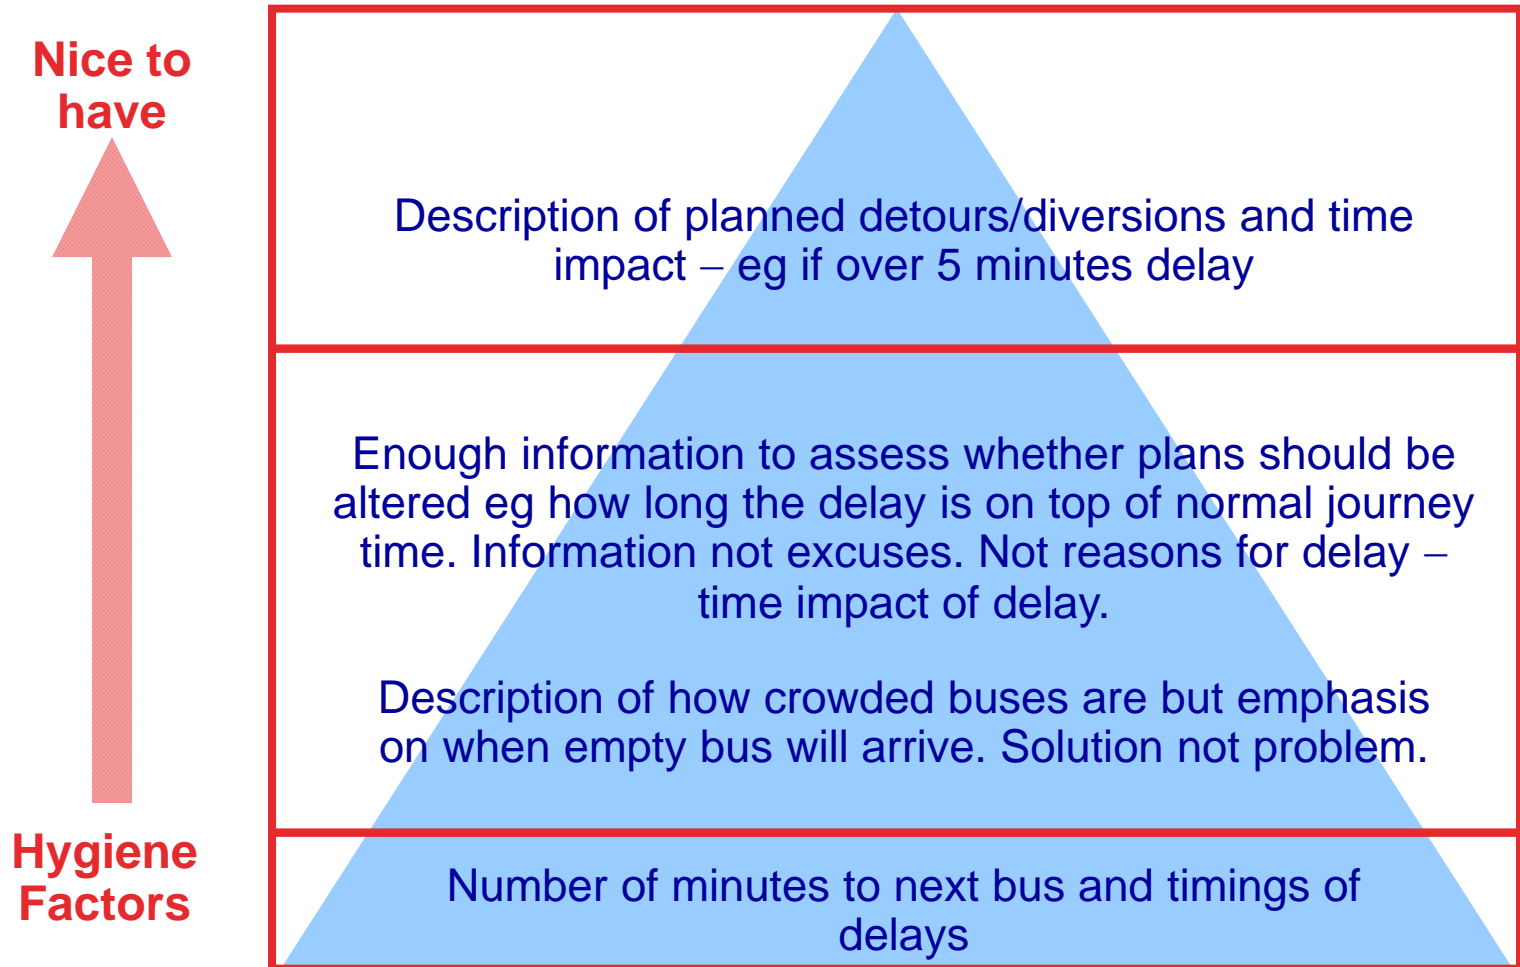 Nice to
have
Description of planned detours/diversions and time
impact – eg if over 5 minutes delay
Enough information to assess whether plans should be
altered eg how long the delay is on top of normal journey
time. Information not excuses. Not reasons for delay –
time impact of delay.
Description of how crowded buses are but emphasis
on when empty bus will arrive. Solution not problem.
Hygiene
Factors
Number of minutes to next bus and timings of
delays